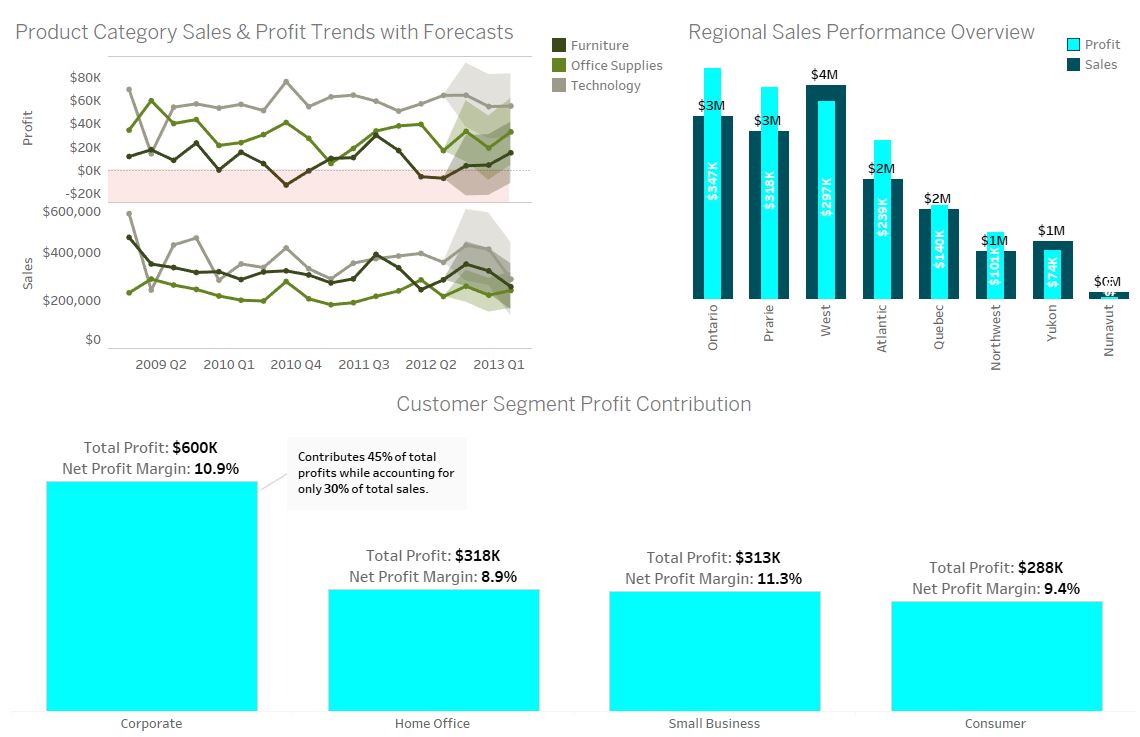 Product Category Sales & Profit Trends with Forecasts
Furniture
Office Supplies
Technology
Profit
$80K
$60K
$40K
$20K
$0K
-$20K
Sales
$600,000
$400,000
$200,000
$0
2009 Q2
2010 Q1
2010 Q4
2011 Q3
2012 Q2
2013 Q1
Regional Sales Performance Overview
Profit
Sales
$3M
$3M
$4M
$2M
$2M
$1M
$1M
$0M
$347K
$318K
$297K
$239K
$140K
$101K
$74K
Ontario
Prarie
West
Atlantic
Quebec
Northwest
Yukon
Nunavut
Customer Segment Profit Contribution
Total Profit: $600K
Net Profit Margin: 10.9%
Contributes 45% of total
profits while accounting for
only 30% of total sales.
Total Profit: $318K
Net Profit Margin: 8.9%
Total Profit: $313K
Net Profit Margin: 11.3%
Total Profit: $288K
Net Profit Margin: 9.4%
Corporate
Home Office
Small Business
Consumer